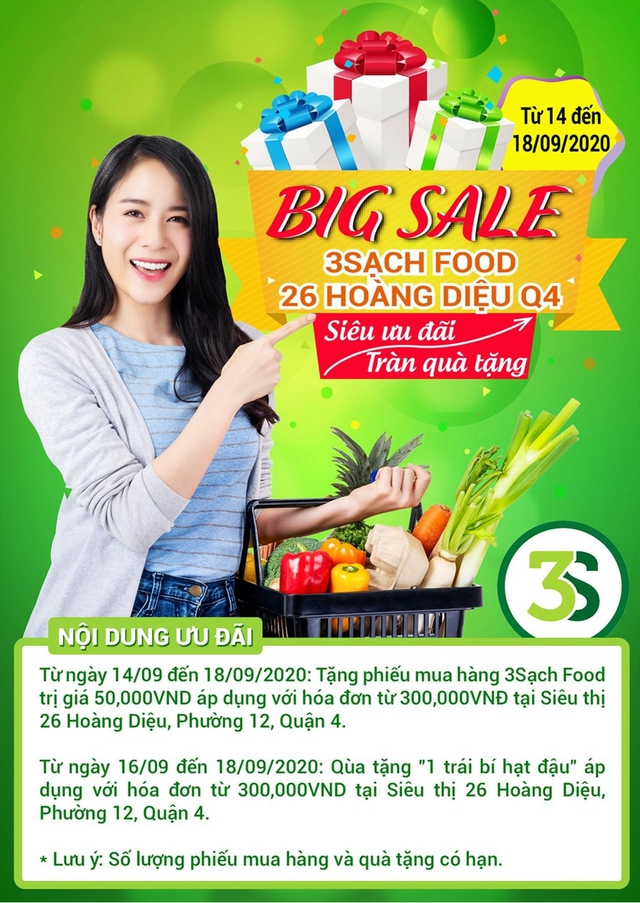 Từ 14 đến
18/09/2020
BIG SALE
3SẠCH FOOD
26 HOÀNG DIỆU Q4
Siêu ưu đãi
Tràn quà tặng
3S
NỘI DUNG ƯU ĐÃI
Từ ngày 14/09 đến 18/09/2020: Tặng phiếu mua hàng 3Sạch Food
trị giá 50,000VND áp dụng với hóa đơn từ 300,000VNĐ tại Siêu thị
26 Hoàng Diệu, Phường 12, Quận 4.
Từ ngày 16/09 đến 18/09/2020: Qùa tặng "1 trái bí hạt đậu" áp
dụng với hóa đơn từ 300,000VND tại Siêu thị 26 Hoàng Diệu,
Phường 12, Quận 4.
* Lưu ý: Số lượng phiếu mua hàng và quà tặng có hạn.